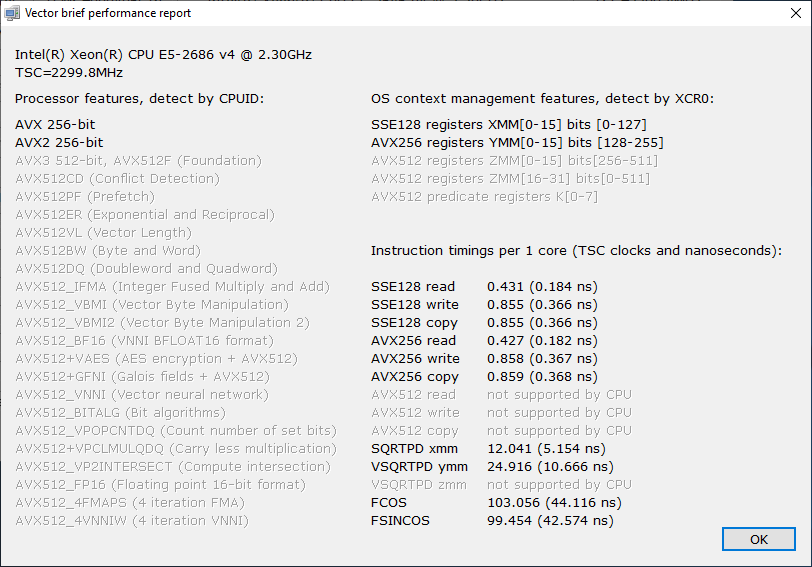 Vector brief performance report
Intel(R) Xeon(R) CPU E5-2686 v4 @ 2.30GHz
TSC=2299.8MHz
Processor features, detect by CPUID:
AVX 256-bit
AVX2 256-bit
AVX3 512-bit, AVX512F (Foundation)
AVX512CD (Conflict Detection)
AVX512PF (Prefetch)
AVX512ER (Exponential and Reciprocal)
AVX512VL (Vector Length)
AVX512BW (Byte and Word)
AVX512DQ (Doubleword and Quadword)
AVX512_IFMA (Integer Fused Multiply and Add)
AVX512_VBMI (Vector Byte Manipulation)
AVX512_VBMI2 (Vector Byte Manipulation 2)
AVX512_BF16 (VNNI BFLOAT16 format)
AVX512+VAES (AES encryption + AVX512)
AVX512+GFNI (Galois fields + AVX512)
AVX512_VNNI (Vector neural network)
AVX512_BITALG (Bit algorithms)
AVX512_VPOPCNTDQ (Count number of set bits)
AVX512+VPCLMULQDQ (Carry less multiplication)
AVX512_VP2INTERSECT (Compute intersection)
AVX512_FP16 (Floating point 16-bit format)
AVX512_4FMAPS (4 iteration FMA)
AVX512_4VNNIW (4 iteration VNNI)
OS context management features, detect by XCR0:
SSE128 registers XMM[0-15] bits [0-127]
AVX256 registers YMM[0-15] bits [128-255]
AVX512 registers ZMM[0-15] bits[256-511]
AVX512 registers ZMM[16-31] bits[0-511]
AVX512 predicate registers K[0-7]
Instruction timings per 1 core (TSC clocks and nanoseconds):
SSE128 read 0.431 (0.184 ns)
SSE128 write 0.855 (0.366 ns)
SSE128 copy 0.855 (0.366 ns)
AVX256 read 0.427 (0.182 ns)
AVX256 write 0.858 (0.367 ns)
AVX256 copy 0.859 (0.368 ns)
AVX512 read not supported by CPU
AVX512 write not supported by CPU
AVX512 copy not supported by CPU
SQRTPD xmm 12.041 (5.154 ns)
VSQRTPD ymm 24.916 (10.666 ns)
VSQRTPD zmm not supported by CPU
FCOS 103.056 (44.116 ns)
FSINCOS 99.454 (42.574 ns)
OK